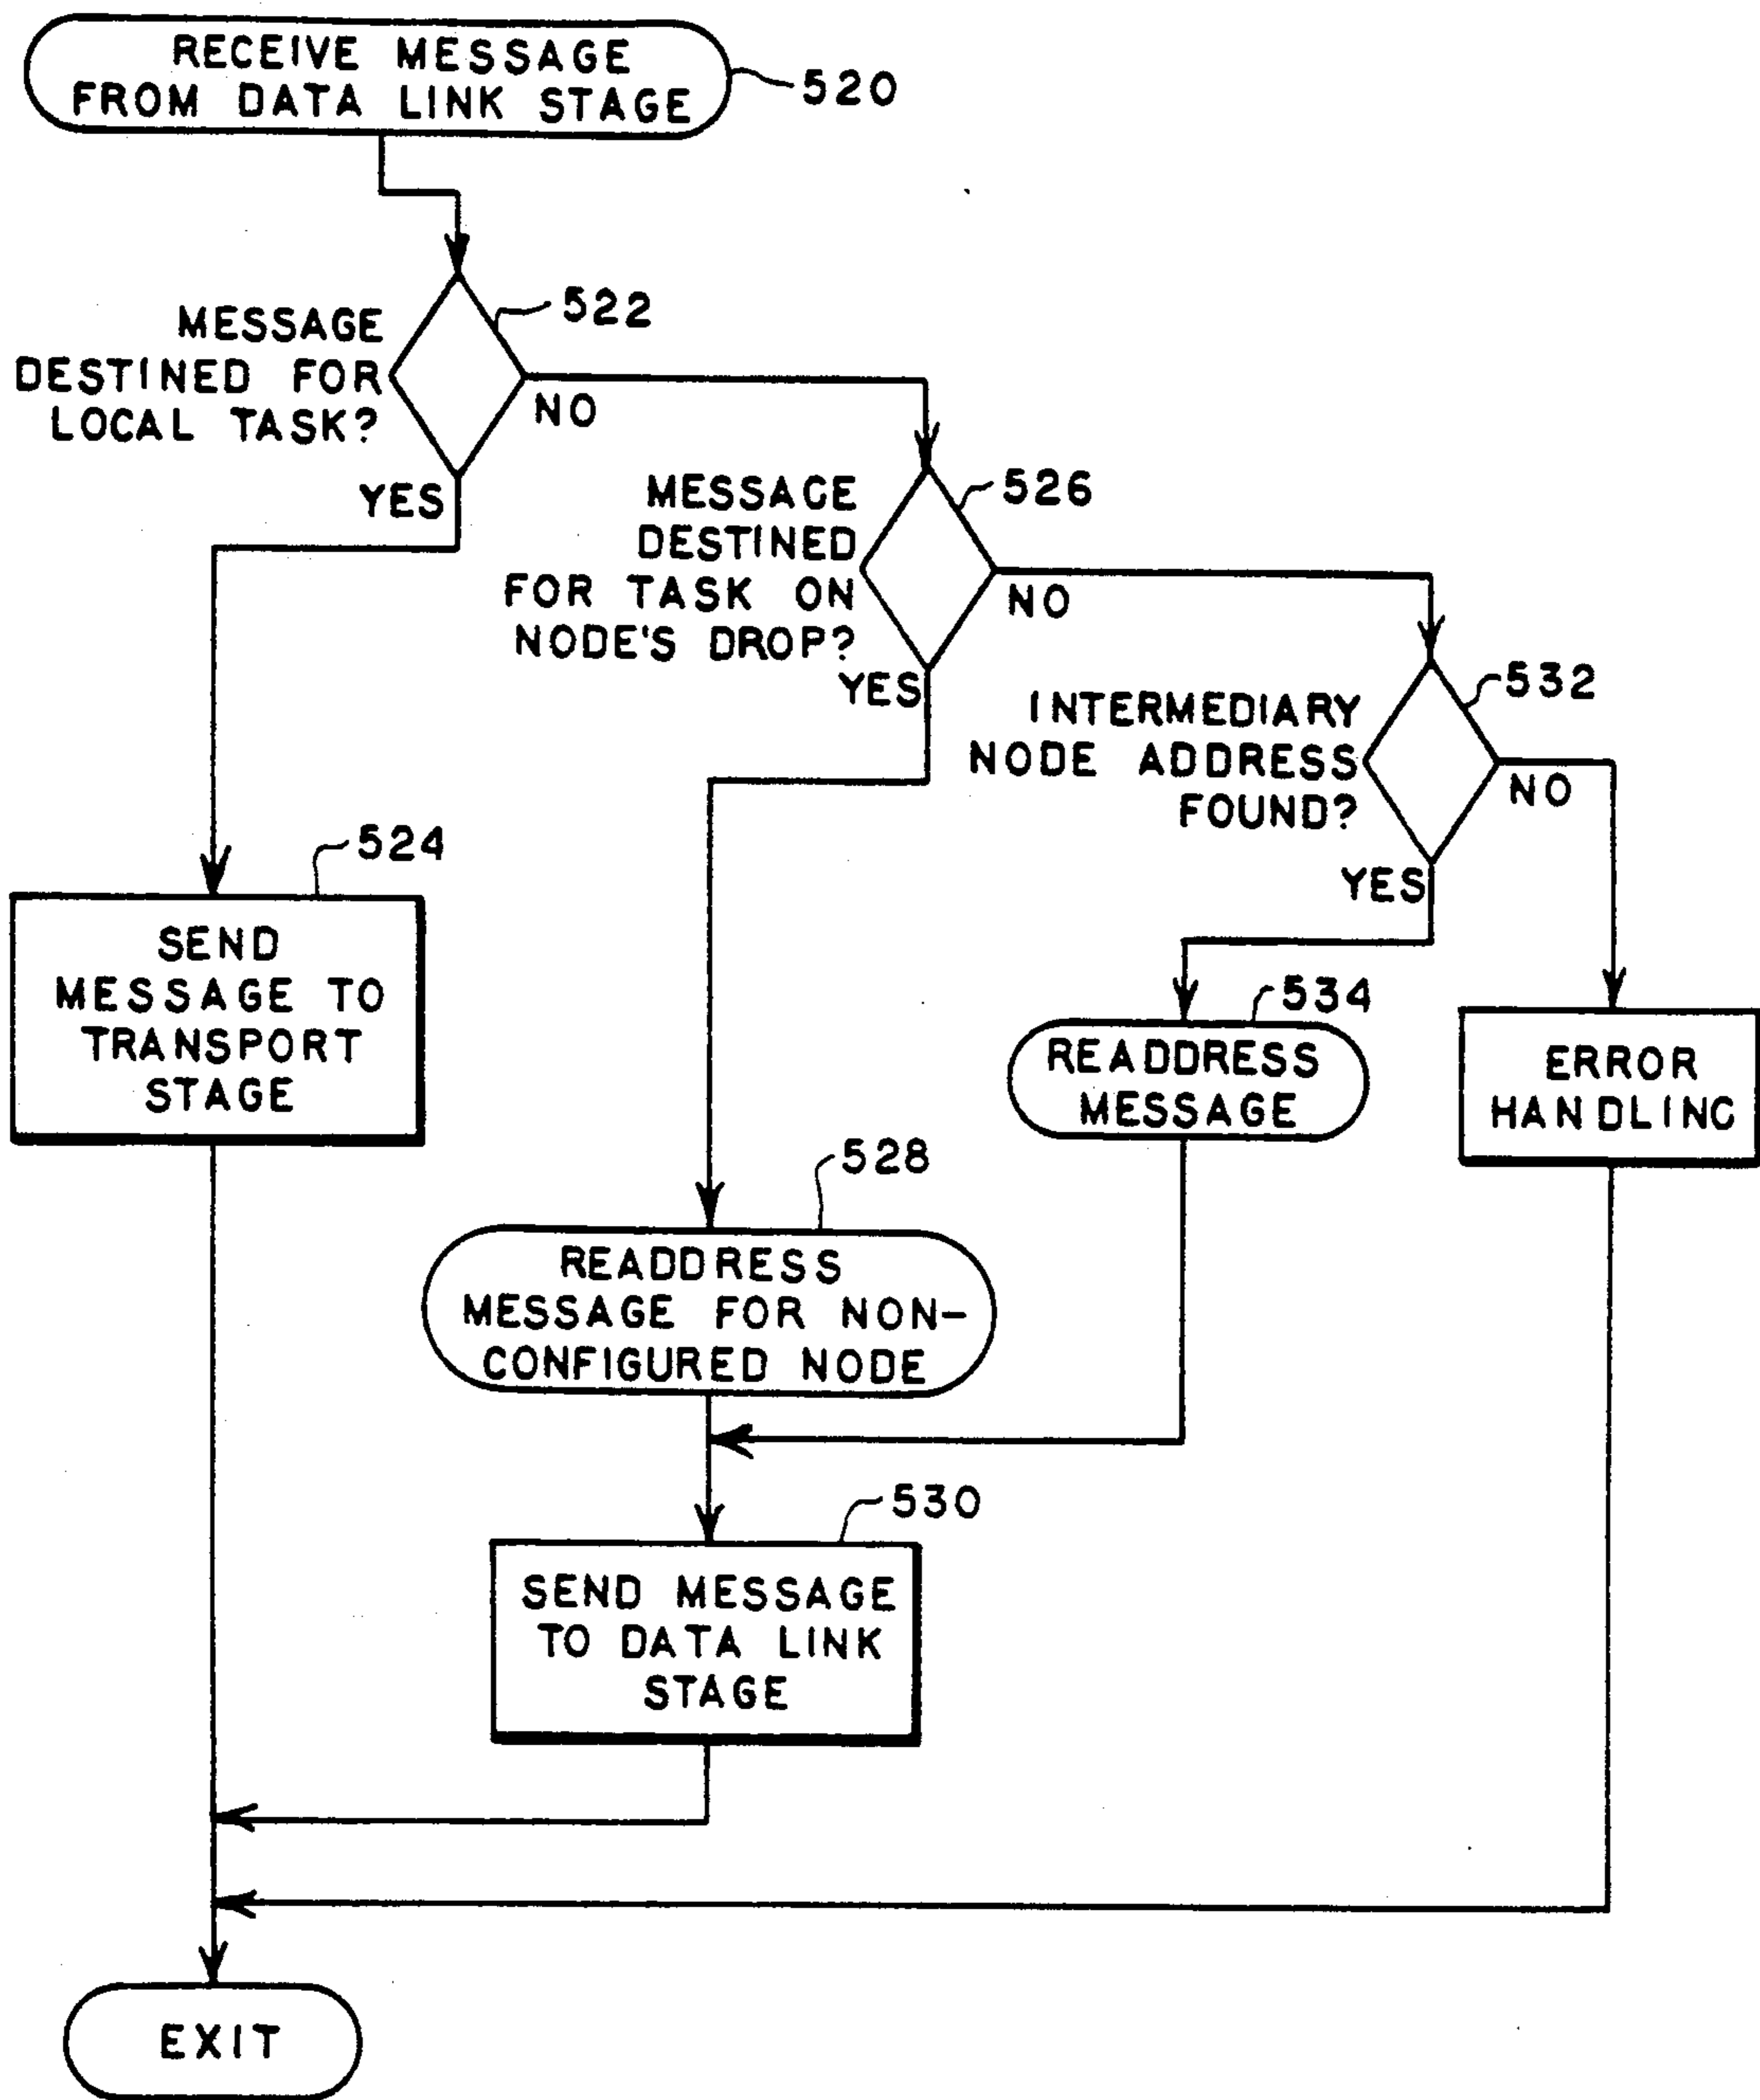 RECEIVE MESSAGE
FROM DATA LINK STAGE
520
522
MESSAGE
DESTINED FOR
LOCAL TASK?
NO
YES
526
MESSAGE
DESTINED
FOR TASK ON
NODE'S DROP?
NO
YES
532
INTERMEDIARY
NODE ADDRESS
FOUND?
NO
YES
524
SEND
MESSAGE TO
TRANSPORT
STAGE
534
READDRESS
MESSAGE
ERROR
HANDLING
528
READDRESS
MESSAGE FOR NON-
CONFIGURED NODE
530
SEND MESSAGE
TO DATA LINK
STAGE
EXIT